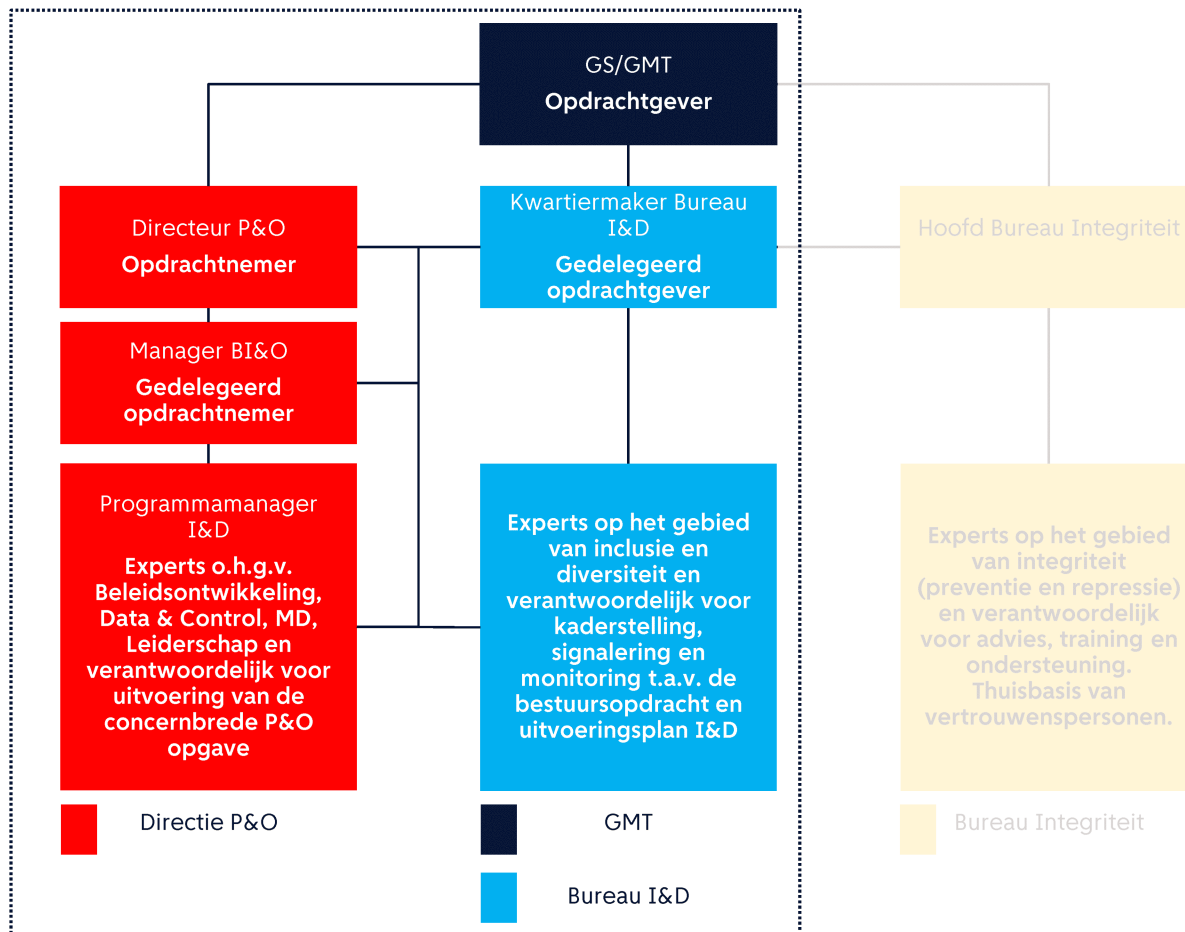 GS/GMT
Opdrachtgever
Directeur P&O
Opdrachtnemer
Kwartiermaker Bureau
I&D
Gedelegeerd
opdrachtgever
Hoofd Bureau Integriteit
Manager BI&O
Gedelegeerd
opdrachtnemer
Programmamanager
I&D
Experts o.h.g.v.
Beleidsontwikkeling,
Data & Control, MD,
Leiderschap en
verantwoordelijk voor
uitvoering van de
concernbrede P&O
opgave
Experts op het gebied
van inclusie en
diversiteit en
verantwoordelijk voor
kaderstelling,
signalering en
monitoring t.a.v. de
bestuursopdracht en
uitvoeringsplan I&D
Experts op het gebied
van integriteit
(preventie en repressie)
en verantwoordelijk
voor advies, training en
ondersteuning.
Thuisbasis van
vertrouwenspersonen.
Directie P&O
GMT
Bureau Integriteit
Bureau I&D